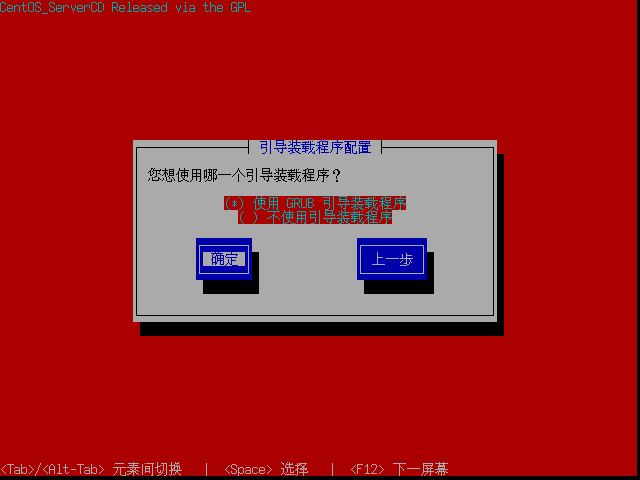 CentOS_ServerCD Released via the GPL
引导装载程序配置
您想使用哪一个引导装载程序？
(*) 使用 GRUB 引导装载程序
( ) 不使用引导装载程序
确定 上一步
<Tab>/<Alt-Tab> 元素间切换 | <Space> 选择 | <F12> 下一屏幕